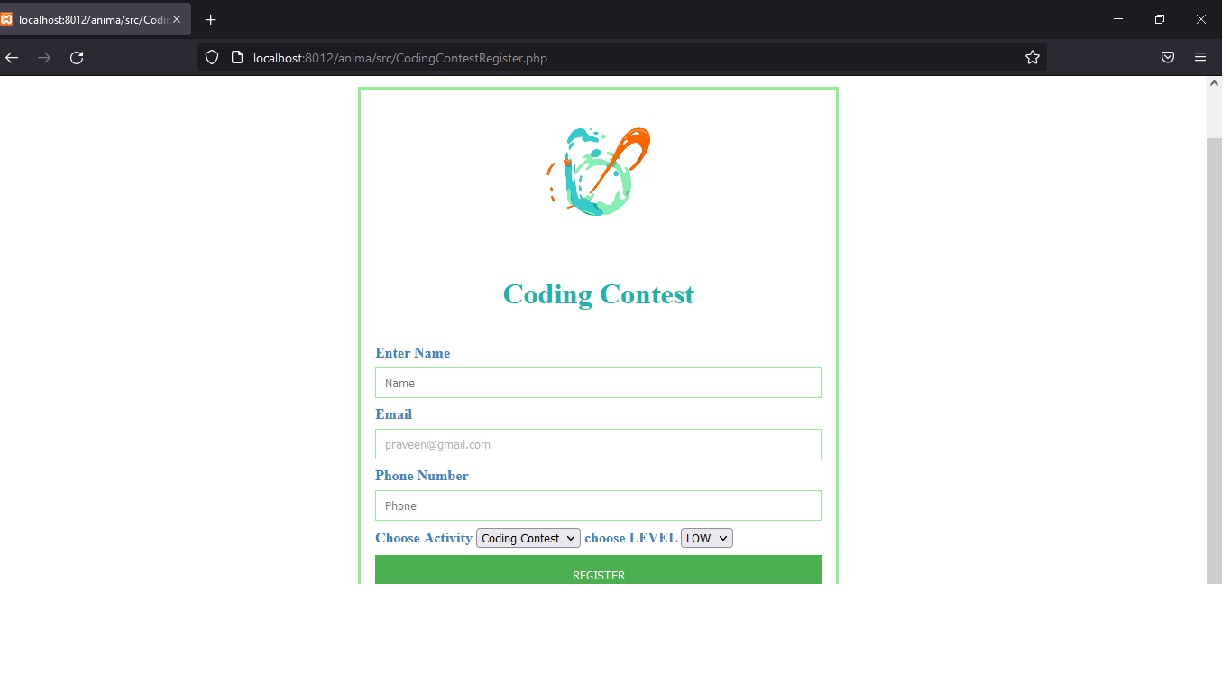 localhost:8012/anima/src/Codin
localhost:8012/anima/src/CodingContestRegister.php
Coding Contest
Enter Name
Name
Email
praveen@gmail.com
Phone Number
Phone
Choose Activity Coding Contest choose LEVEL LOW
REGISTER